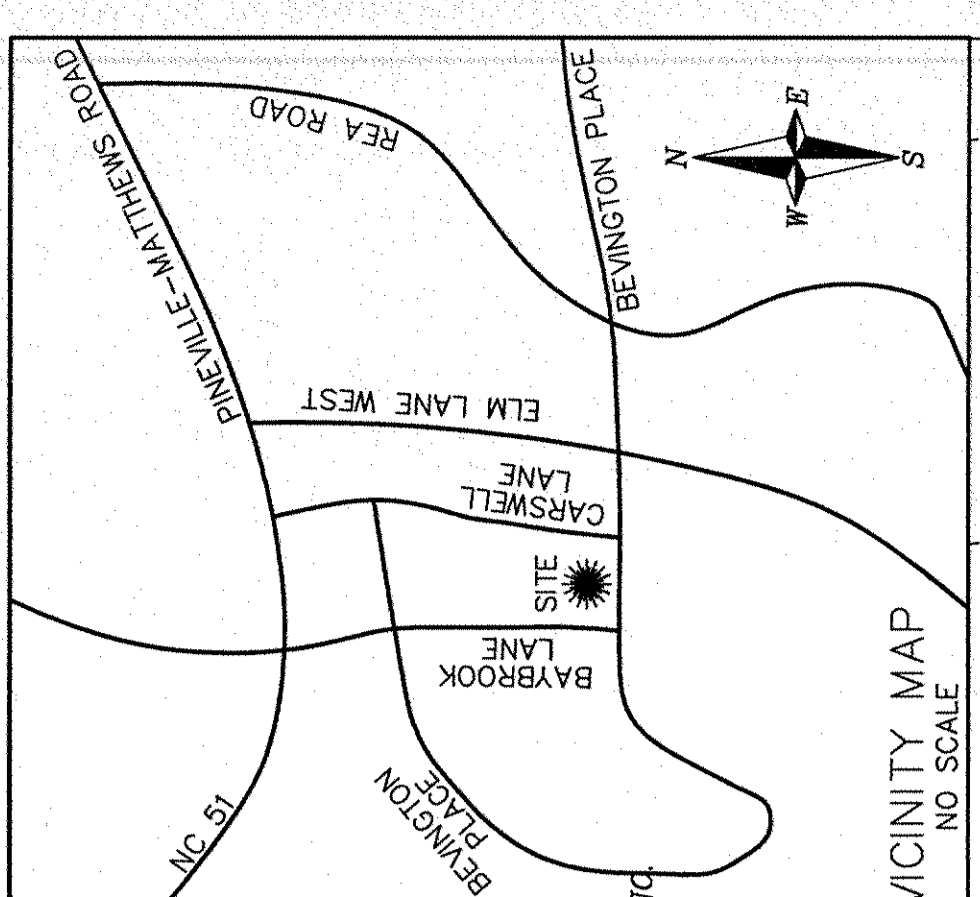 PINEVILLE-MATTHEWS ROAD
REA ROAD
BEVINGTON PLACE
N
E
S
W
ELM LANE WEST
CARSWELL
LANE
SITE
BAYBROOK
LANE
BEVINGTON
PLACE
NC 51
VICINITY MAP
NO SCALE